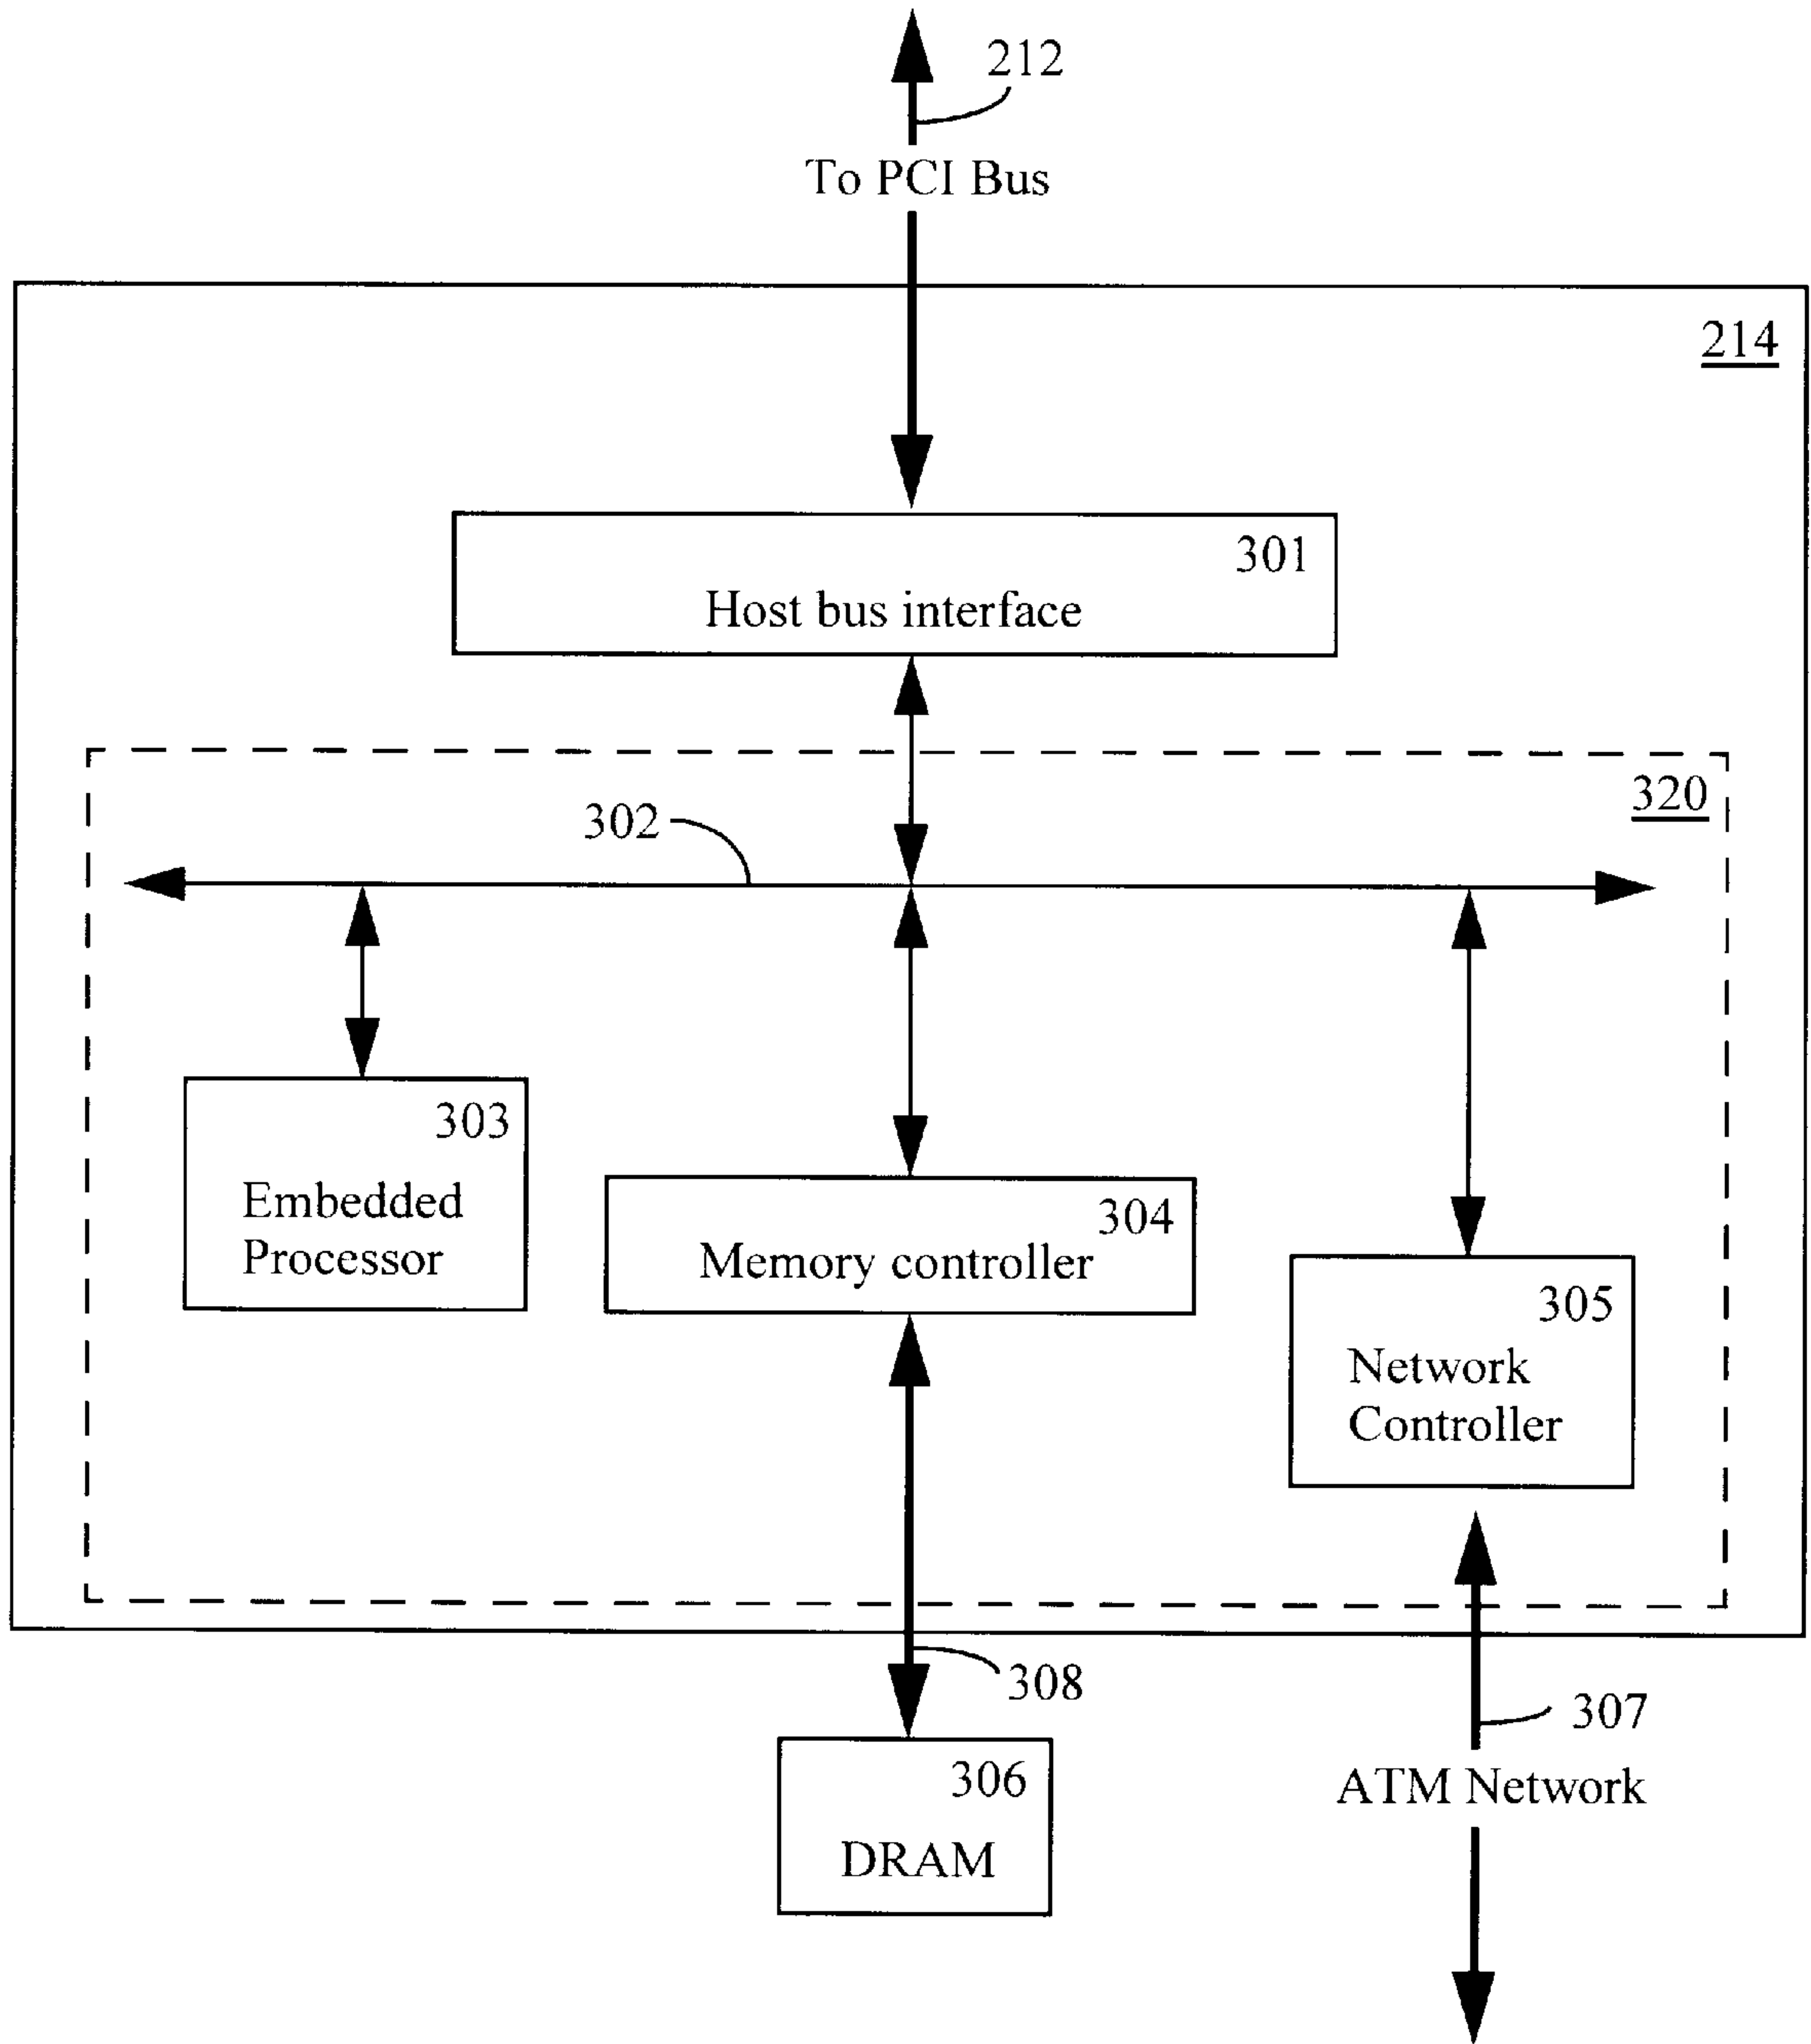 212
To PCI Bus
214
301
Host bus interface
320
302
303
Embedded
Processor
304
Memory controller
305
Network
Controller
308
307
306
DRAM
ATM Network